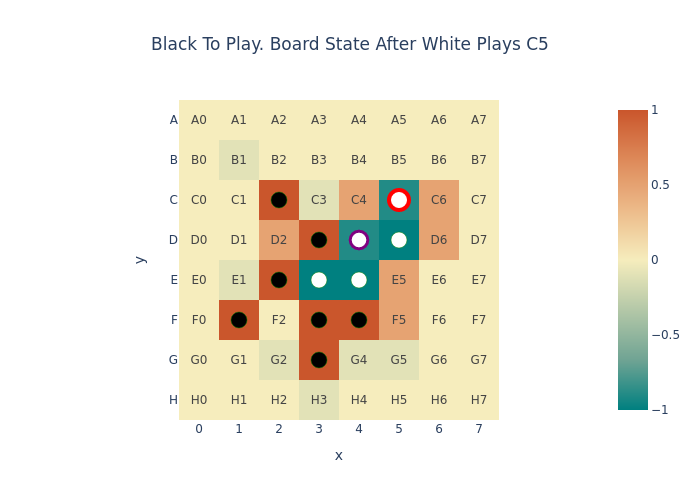 Black To Play. Board State After White Plays C5
A A0 A1 A2 A3 A4 A5 A6 A7
B B0 B1 B2 B3 B4 B5 B6 B7
C C0 C1 C3 C4 C6 C7
D D0 D1 D2 D6 D7
E E0 E1 E5 E6 E7
F F0 F2 F5 F6 F7
G G0 G1 G2 G4 G5 G6 G7
H H0 H1 H2 H3 H4 H5 H6 H7
0 1 2 3 4 5 6 7
x
y
1
0.5
0
−0.5
−1